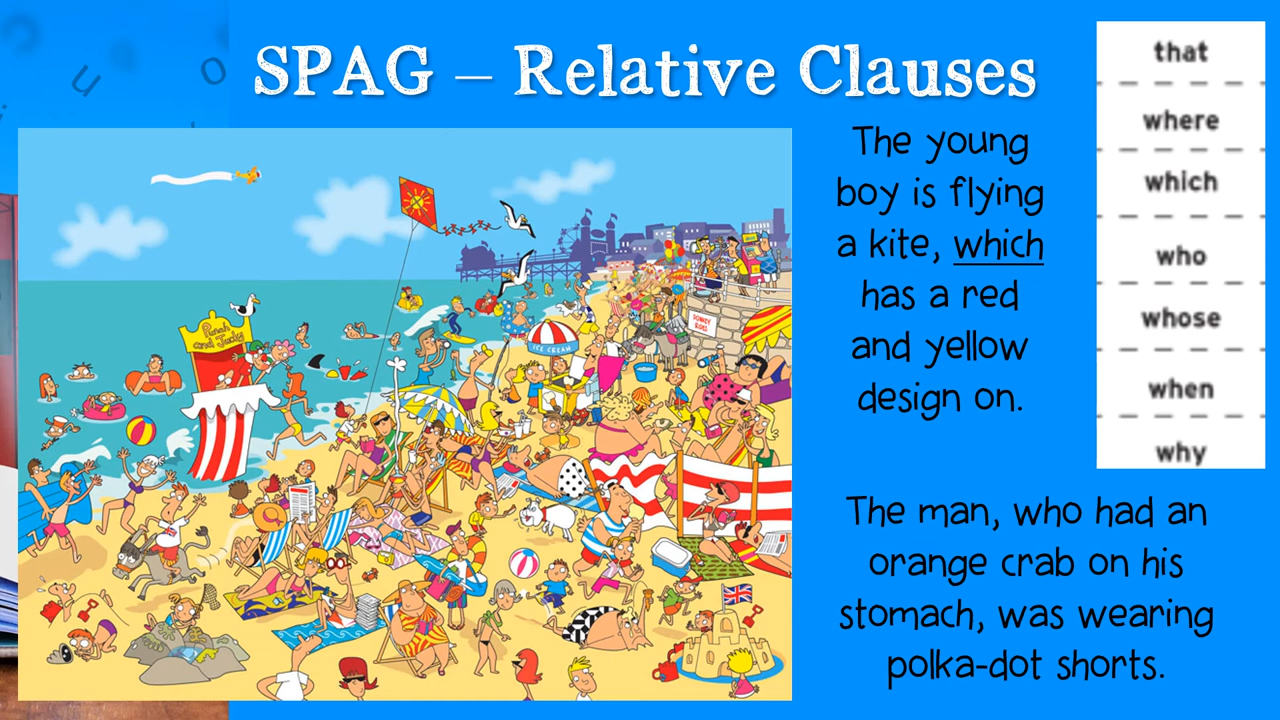 SPAG – Relative Clauses
The young
boy is flying
a kite, which
has a red
and yellow
design on.
The man, who had an
orange crab on his
stomach, was wearing
polka-dot shorts.
that
where
which
who
whose
when
why
Punch
and Judy
ICE CREAM
DONKEY
RIDES
u
o